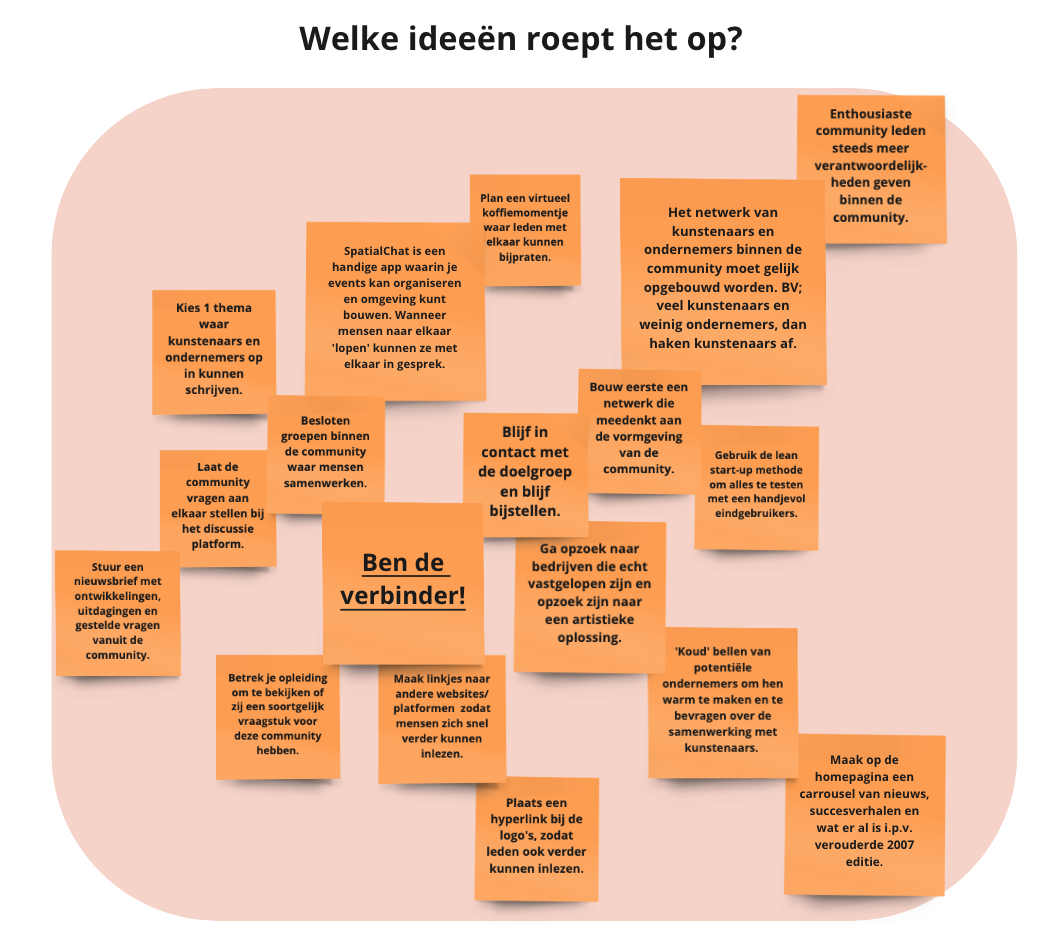 Welke ideeën roept het op?
Enthousiaste
community leden
steeds meer
verantwoordelijk-
heden geven
binnen de
community.
Plan een virtueel
koffiemomentje
waar leden met
elkaar kunnen
bijpraten.
Het netwerk van
kunstenaars en
ondernemers binnen de
community moet gelijk
opgebouwd worden. BV;
veel kunstenaars en
weinig ondernemers, dan
haken kunstenaars af.
SpatialChat is een
handige app waarin je
events kan organiseren
en omgeving kunt
bouwen. Wanneer
mensen naar elkaar
'lopen' kunnen ze met
elkaar in gesprek.
Kies 1 thema
waar
kunstenaars en
ondernemers op
in kunnen
schrijven.
Bouw eerste een
netwerk die
meedenkt aan
de vormgeving
van de
community.
Besloten
groepen binnen
de community
waar mensen
samenwerken.
Blijf in
contact met
de doelgroep
en blijf
bijstellen.
Gebruik de lean
start-up methode
om alles te testen
met een handjevol
eindgebruikers.
Laat de
community
vragen aan
elkaar stellen bij
het discussie
platform.
Ben de
verbinder!
Ga opzoek naar
bedrijven die echt
vastgelopen zijn en
opzoek zijn naar
een artistieke
oplossing.
Stuur een
nieuwsbrief met
ontwikkelingen,
uitdagingen en
gestelde vragen
vanuit de
community.
'Koud' bellen van
potentiële
ondernemers om hen
warm te maken en te
bevragen over de
samenwerking met
kunstenaars.
Betrek je opleiding
om te bekijken of
zij een soortgelijk
vraagstuk voor
deze community
hebben.
Maak linkjes naar
andere websites/
platformen zodat
mensen zich snel
verder kunnen
inlezen.
Maak op de
homepagina een
carrousel van nieuws,
succesverhalen en
wat er al is i.p.v.
verouderde 2007
editie.
Plaats een
hyperlink bij de
logo's, zodat
leden ook verder
kunnen inlezen.